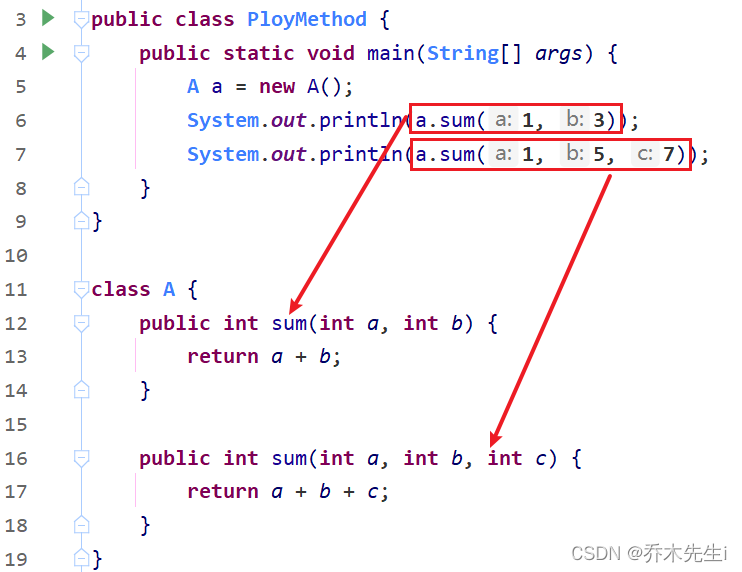 3 public class PloyMethod {
4 public static void main(String[] args) {
5 A a = new A();
6 System.out.println(a.sum( a: 1, b: 3));
7 System.out.println(a.sum( a: 1, b: 5, c: 7));
8 }
9 }
10
11 class A {
12 public int sum(int a, int b) {
13 return a + b;
14 }
15
16 public int sum(int a, int b, int c) {
17 return a + b + c;
18 }
19 }
CSDN @乔木先生i